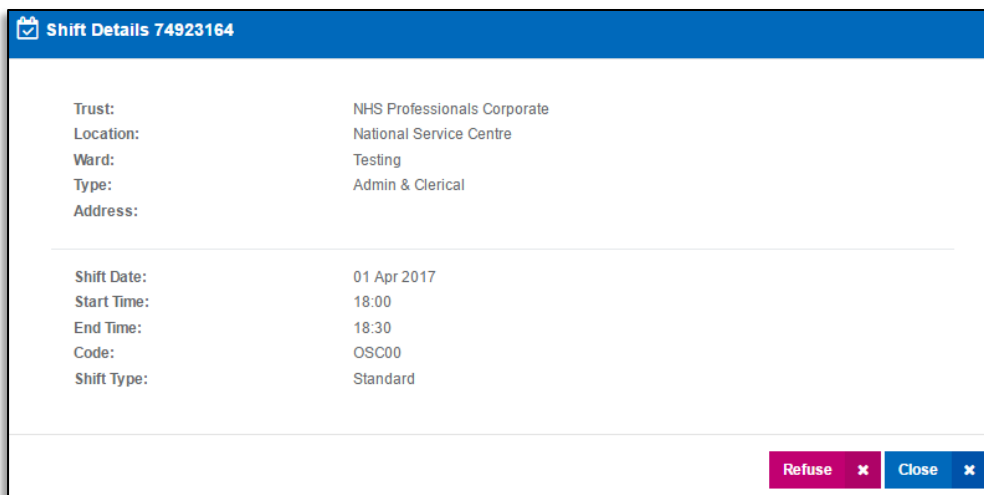 Shift Details 74923164
Trust: NHS Professionals Corporate
Location: National Service Centre
Ward: Testing
Type: Admin & Clerical
Address:
Shift Date: 01 Apr 2017
Start Time: 18:00
End Time: 18:30
Code: OSC00
Shift Type: Standard
Refuse × Close ×